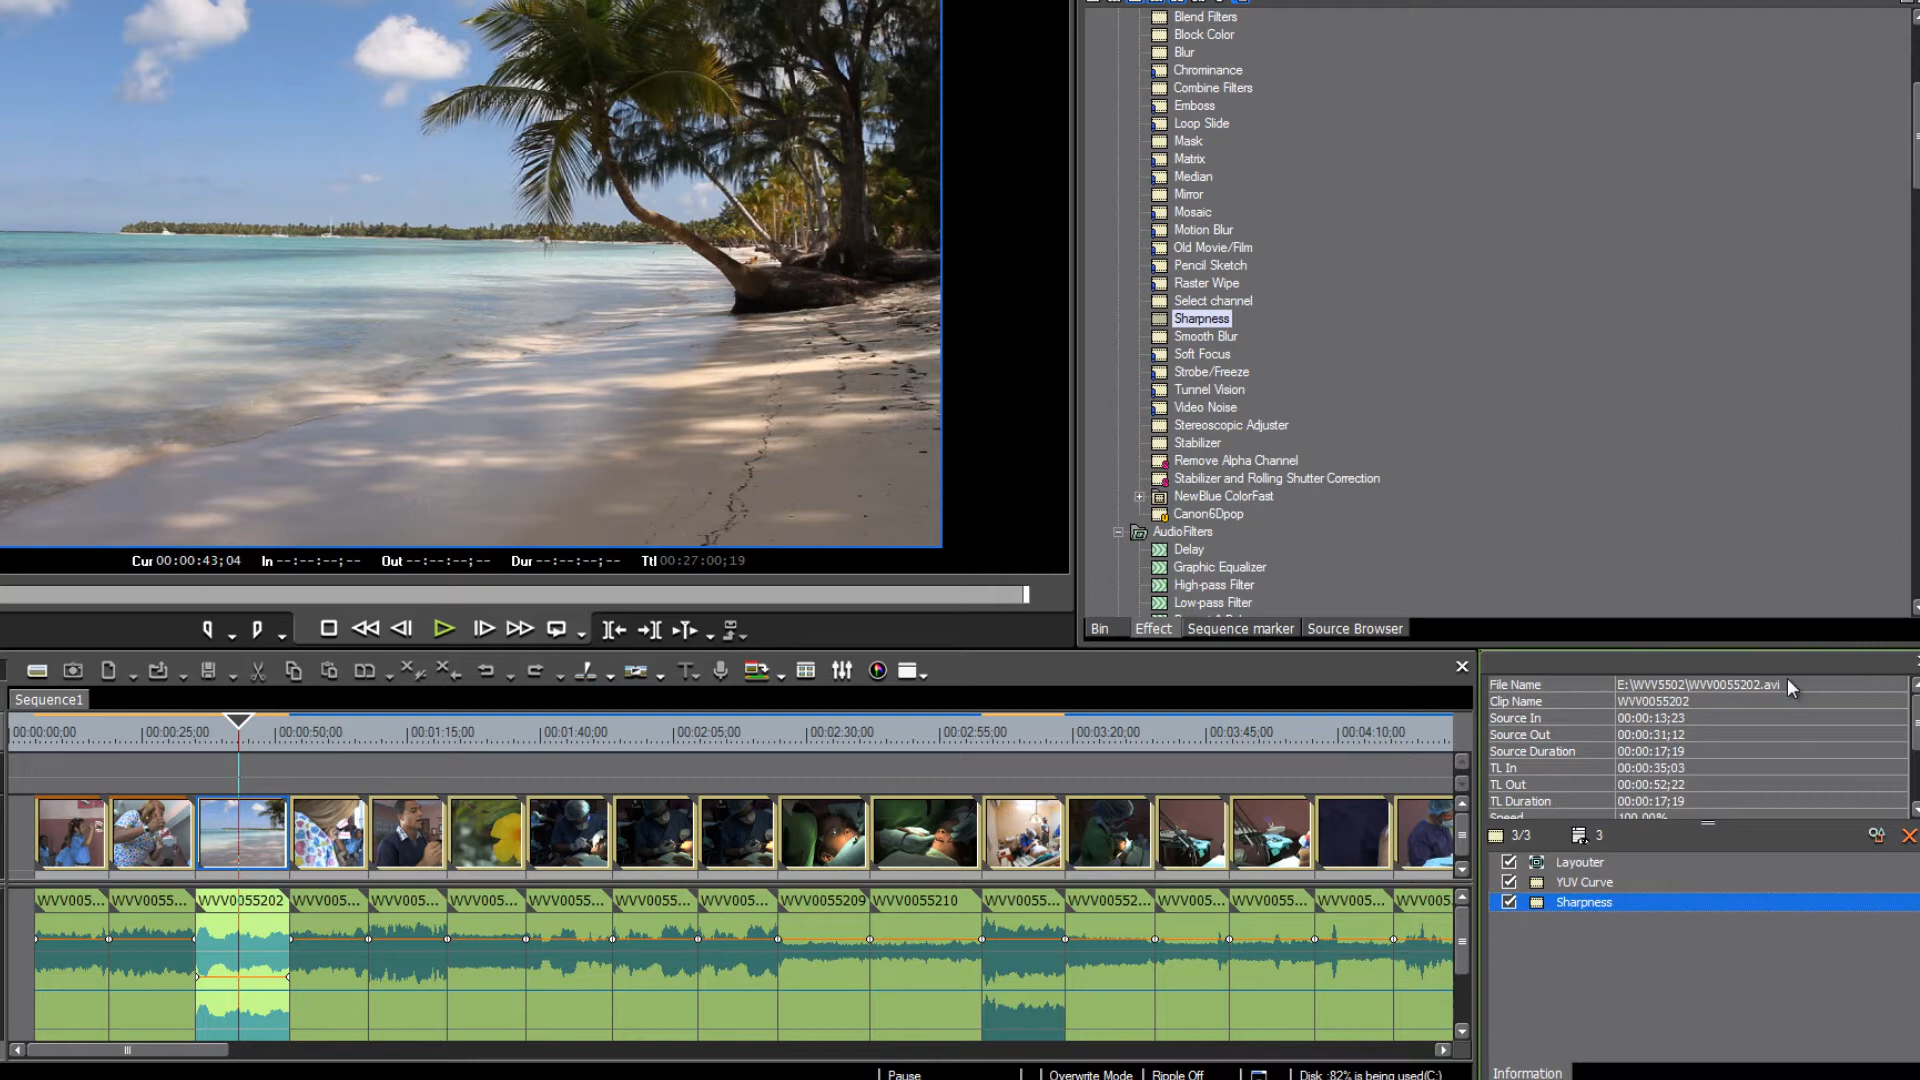 Blend Filters
Block Color
Blur
Chrominance
Combine Filters
Emboss
Loop Slide
Mask
Matrix
Median
Mirror
Mosaic
Motion Blur
Old Movie/Film
Pencil Sketch
Raster Wipe
Select channel
Sharpness
Smooth Blur
Soft Focus
Strobe/Freeze
Tunnel Vision
Video Noise
Stereoscopic Adjuster
Stabilizer
Remove Alpha Channel
Stabilizer and Rolling Shutter Correction
NewBlue ColorFast
Canon6Dpop
AudioFilters
Delay
Graphic Equalizer
High-pass Filter
Low-pass Filter
Cur 00:00:43;04 In --:--:--;-- Out --:--:--;-- Dur --:--:--;-- Ttl 00:27:00;19
Bin Effect Sequence marker Source Browser
Sequence1
00:00:00;00 00:00:25;00 00:00:50;00 00:01:15;00 00:01:40;00 00:02:05;00 00:02:30;00 00:02:55;00 00:03:20;00 00:03:45;00 00:04:10;00
File Name E:\WVV5502\WVV0055202.avi
Clip Name WVV0055202
Source In 00:00:13;23
Source Out 00:00:31;12
Source Duration 00:00:17;19
TL In 00:00:35;03
TL Out 00:00:52;22
TL Duration 00:00:17;19
Speed 100.00%
3/3 3
Layouter
YUV Curve
Sharpness
WVV005... WVV0055... WVV0055202 WVV005... WVV005... WVV005... WVV0055... WVV0055... WVV005... WVV0055209 WVV0055210 WVV0055... WVV00552... WVV005... WVV0055... WVV005... WVV005
Pause Overwrite Mode Ripple Off Disk :82% is being used(C:)
Information